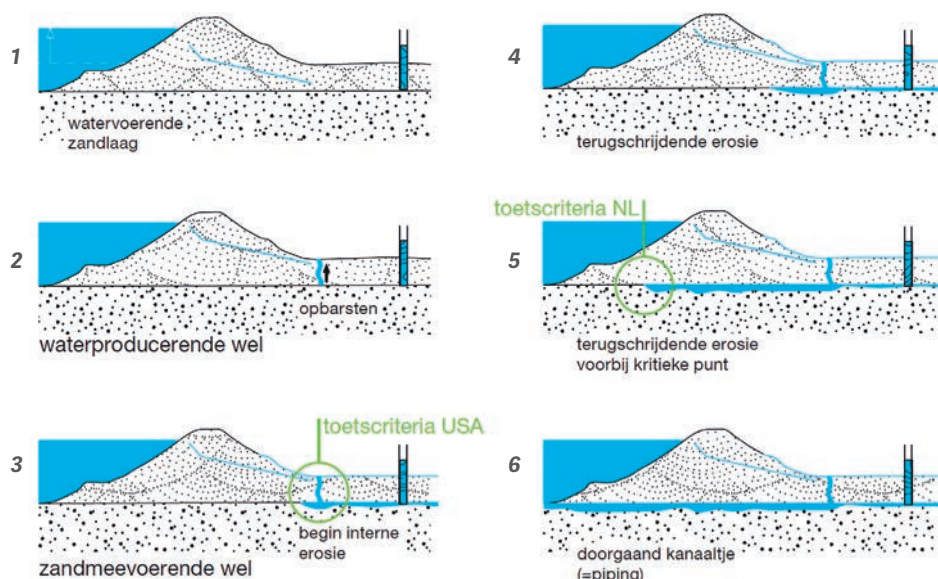 1
watervoerende
zandlaag
2
opbarsten
waterproducerende wel
3
toetscriteria USA
begin interne
erosie
zandmeevoerende wel
4
terugschrijdende erosie
toetscriteria NL
5
terugschrijdende erosie
voorbij kritieke punt
6
doorgaand kanaaltje
(=piping)